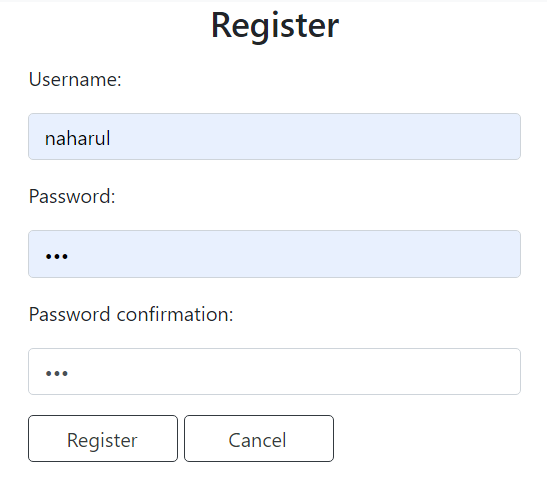 Register
Username:
naharul
Password:
•••
Password confirmation:
•••
Register Cancel